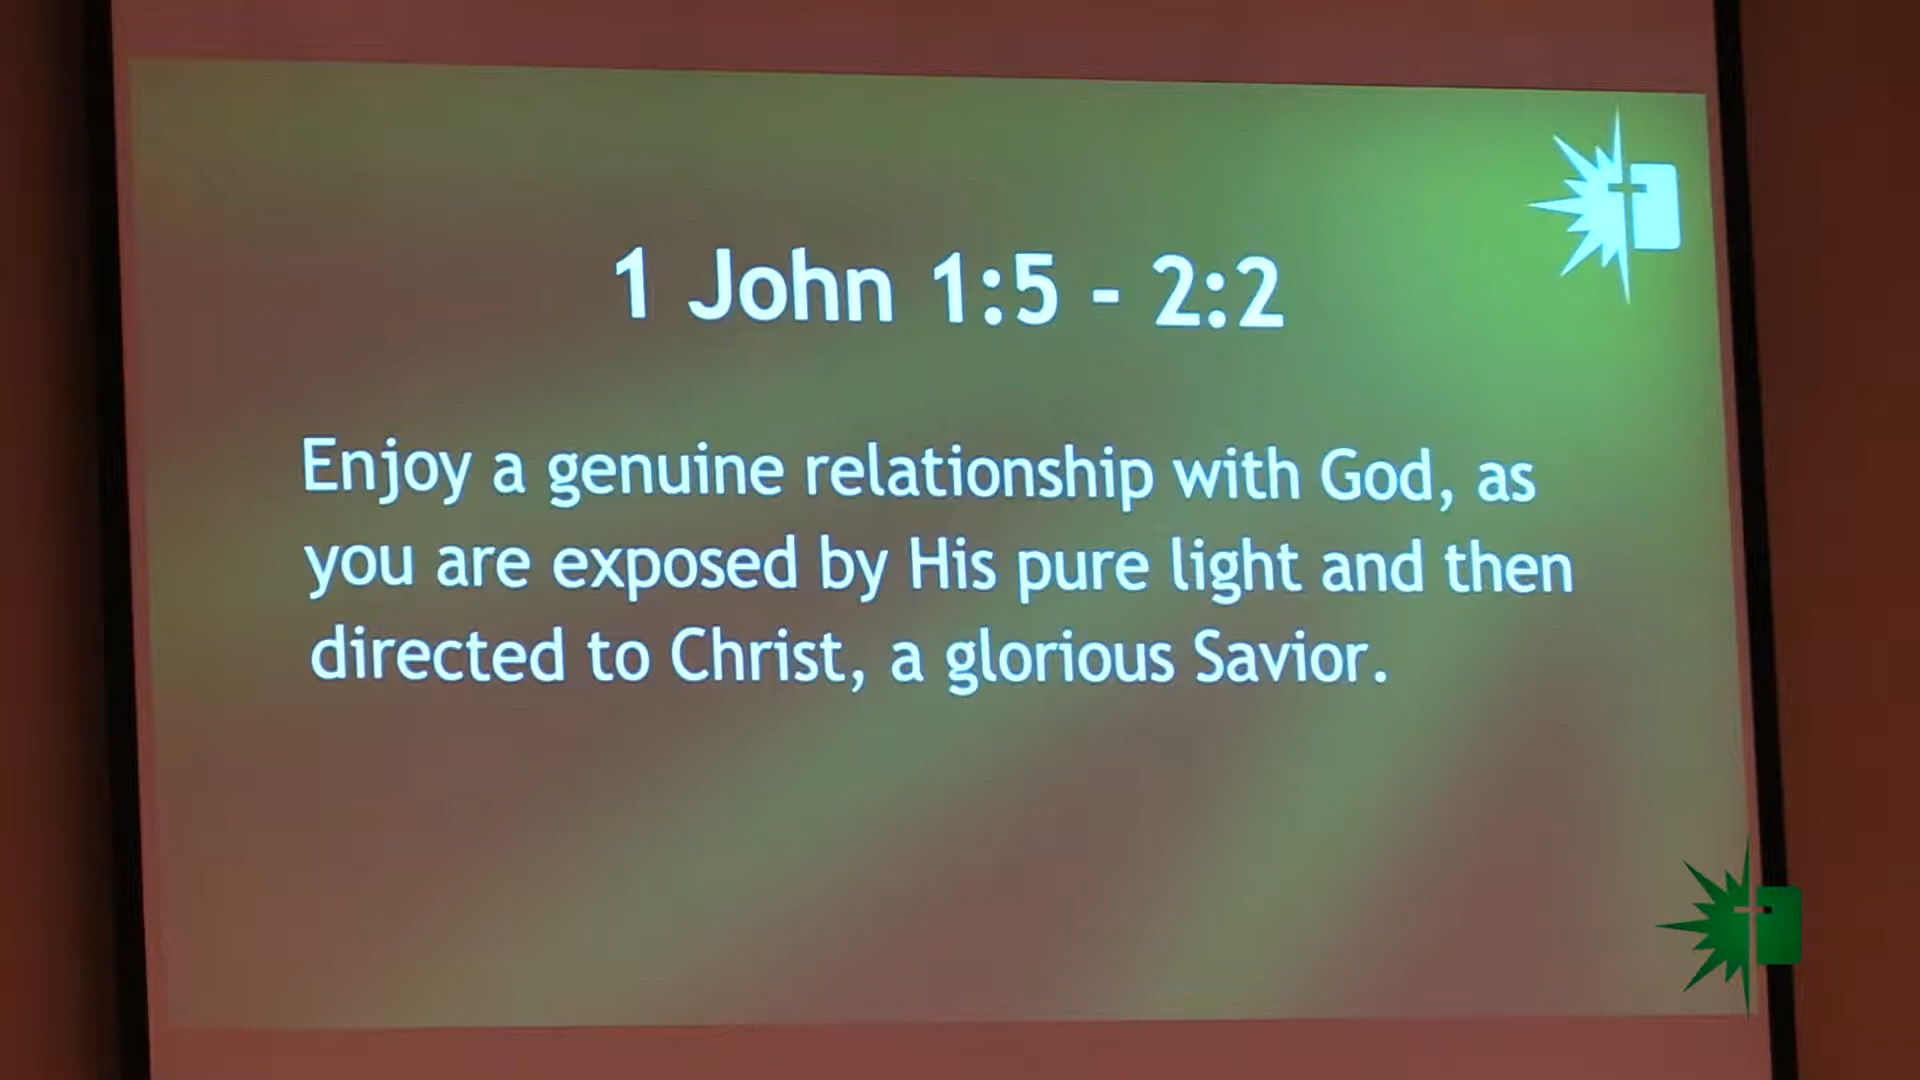 1 John 1:5 - 2:2
Enjoy a genuine relationship with God, as
you are exposed by His pure light and then
directed to Christ, a glorious Savior.